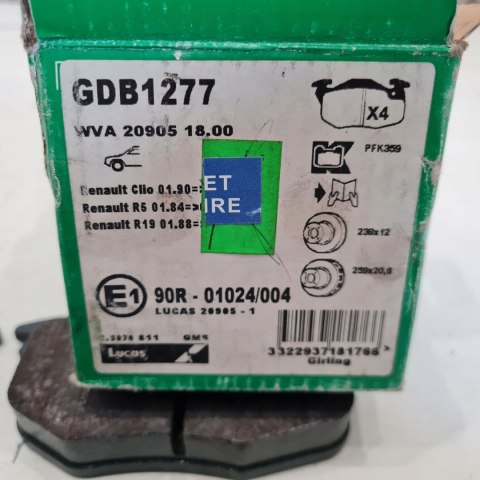 GDB1277
X4
WVA 20905 18.00
PFK359
Renault Clio 01.90=>
ET
Renault R5 01.84=>
IRE
Renault R19 01.88=>
238x12
259x20,6
E1 90R - 01024/004
LUCAS 20905 - 1
GMS
Lucas
3322937181766
Girling